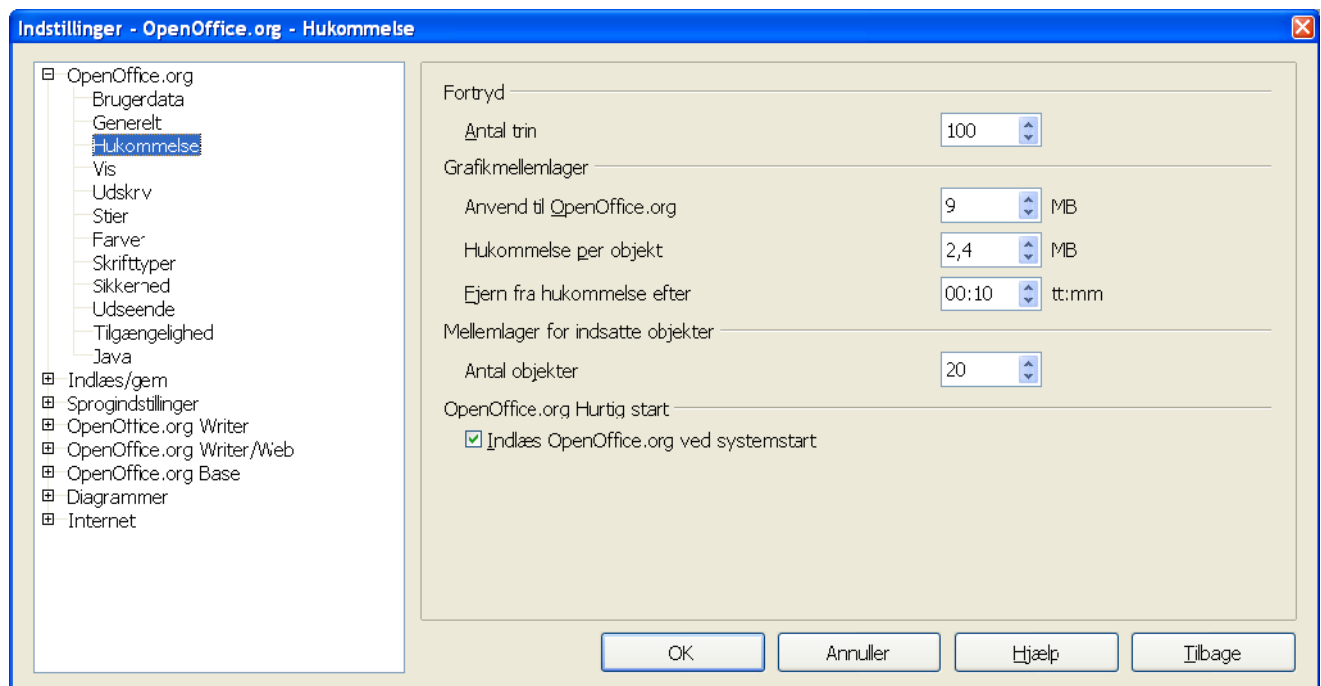 Indstillinger - OpenOffice.org - Hukommelse
OpenOffice.org
Brugerdata
Generelt
Hukommelse
Vis
Udskrv
Stier
Farver
Skrifttyper
Sikkerhed
Udseende
Tilgængelighed
Java
Indlæs/gem
Sprogindstillinger
OpenOffice.org Writer
OpenOffice.org Writer/Web
OpenOffice.org Base
Diagrammer
Internet
Fortryd
Antal trin 100
Grafikmellemlager
Anvend til OpenOffice.org 9 MB
Hukommelse per objekt 2,4 MB
Fjern fra hukommelse efter 00:10 tt:mm
Mellemlager for indsatte objekter
Antal objekter 20
OpenOffice.org Hurtig start
Indlæs OpenOffice.org ved systemstart
OK Annuller Hjælp Tilbage